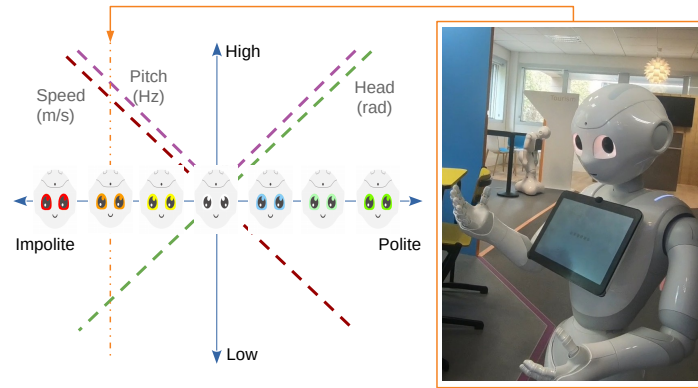 High
Pitch
(Hz)
Speed
(m/s)
Head
(rad)
Impolite
Polite
Low